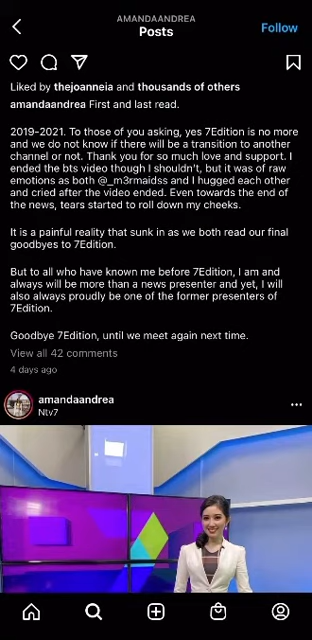 AMANDAANDREA
Posts
Follow
Liked by thejoanneia and thousands of others
amandaandrea First and last read.
2019-2021. To those of you asking, yes 7Edition is no more
and we do not know if there will be a transition to another
channel or not. Thank you for so much love and support. I
ended the bts video though I shouldn't, but it was of raw
emotions as both @_m3rmaidss and I hugged each other
and cried after the video ended. Even towards the end of
the news, tears started to roll down my cheeks.
It is a painful reality that sunk in as we both read our final
goodbyes to 7Edition.
But to all who have known me before 7Edition, I am and
always will be more than a news presenter and yet, I will
also always proudly be one of the former presenters of
7Edition.
Goodbye 7Edition, until we meet again next time.
View all 42 comments
4 days ago
amandaandrea
Ntv7